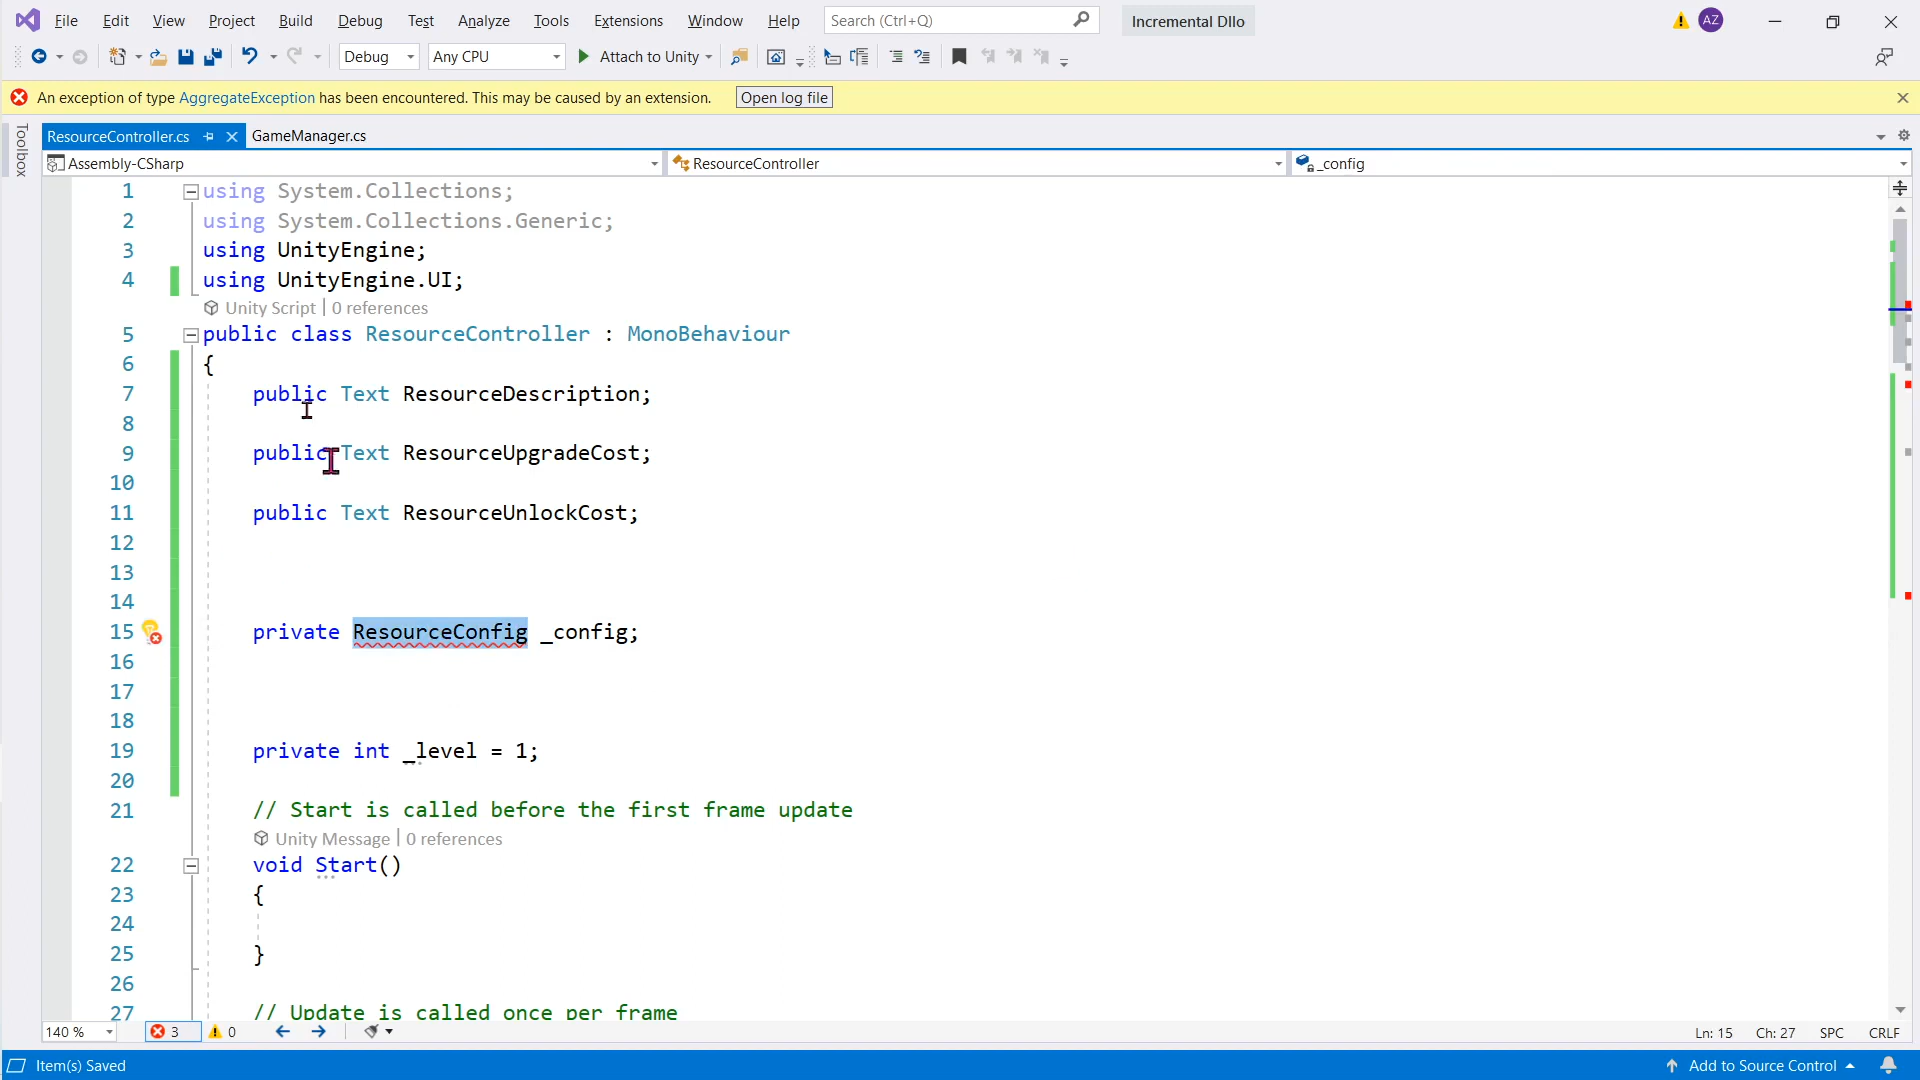 File Edit View Project Build Debug Test Analyze Tools Extensions Window Help Search (Ctrl+Q) Incremental Dllo AZ
Debug Any CPU Attach to Unity
An exception of type AggregateException has been encountered. This may be caused by an extension. Open log file
Toolbox
ResourceController.cs GameManager.cs
Assembly-CSharp ResourceController _config
1 using System.Collections;
2 using System.Collections.Generic;
3 using UnityEngine;
4 using UnityEngine.UI;
Unity Script | 0 references
5 public class ResourceController : MonoBehaviour
6 {
7 public Text ResourceDescription;
8
9 public Text ResourceUpgradeCost;
10
11 public Text ResourceUnlockCost;
12
13
14
15 private ResourceConfig _config;
16
17
18
19 private int _level = 1;
20
21 // Start is called before the first frame update
Unity Message | 0 references
22 void Start()
23 {
24
25 }
26
27 // Update is called once per frame
140 % 3 0 Ln: 15 Ch: 27 SPC CRLF
Item(s) Saved Add to Source Control